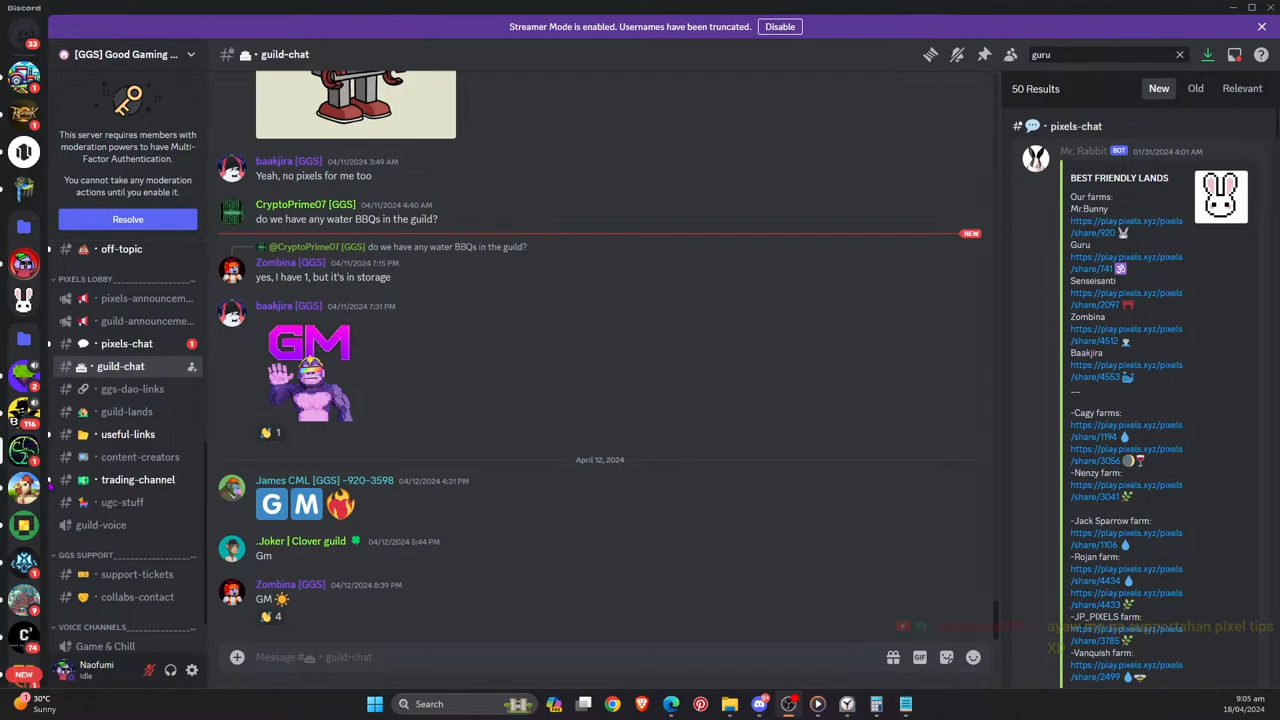 Discord
Streamer Mode is enabled. Usernames have been truncated.
Disable
33
[GGS] Good Gaming ...
guild-chat
guru
This server requires members with
moderation powers to have Multi-
Factor Authentication.
You cannot take any moderation
actions until you enable it.
Resolve
off-topic
PIXELS LOBBY
pixels-announcem...
guild-announceme...
pixels-chat
1
guild-chat
ggs-dao-links
guild-lands
useful-links
content-creators
trading-channel
ugc-stuff
guild-voice
GGS SUPPORT
support-tickets
collabs-contact
VOICE CHANNELS
Game & Chill
Naofumi
Idle
1
1
2
116
1
1
9
74
NEW
baakjira [GGS] 04/11/2024 3:49 AM
Yeah, no pixels for me too
CryptoPrime07 [GGS] 04/11/2024 4:40 AM
do we have any water BBQs in the guild?
NEW
@CryptoPrime07 [GGS] do we have any water BBQs in the guild?
Zombina [GGS] 04/11/2024 7:15 PM
yes, I have 1, but it's in storage
baakjira [GGS] 04/11/2024 7:31 PM
GM
👋 1
April 12, 2024
James CML [GGS] ~920~3598 04/12/2024 4:31 PM
G M
.Joker | Clover guild 04/12/2024 5:44 PM
Gm
Zombina [GGS] 04/12/2024 8:39 PM
GM ☀️
👋 4
Message #
guild-chat
GIF
50 Results
New
Old
Relevant
pixels-chat
Mr. Rabbit BOT 01/31/2024 4:01 AM
BEST FRIENDLY LANDS
Our farms:
Mr.Bunny
https://play.pixels.xyz/pixels
/share/920
Guru
https://play.pixels.xyz/pixels
/share/741
Senseisanti
https://play.pixels.xyz/pixels
/share/2097
Zombina
https://play.pixels.xyz/pixels
/share/4512
Baakjira
https://play.pixels.xyz/pixels
/share/4553
—
-Cagy farms:
https://play.pixels.xyz/pixels
/share/1194
https://play.pixels.xyz/pixels
/share/3056
-Nenzy farm:
https://play.pixels.xyz/pixels
/share/3041
-Jack Sparrow farm:
https://play.pixels.xyz/pixels
/share/1106
-Rojan farm:
https://play.pixels.xyz/pixels
/share/4434
https://play.pixels.xyz/pixels
/share/4433
-JP_PIXELS farm:
https://play.pixels.xyz/pixels
/share/3785
-Vanquish farm:
https://play.pixels.xyz/pixels
/share/2499
pixel tips
30°C
Sunny
Search
9:05 am
18/04/2024